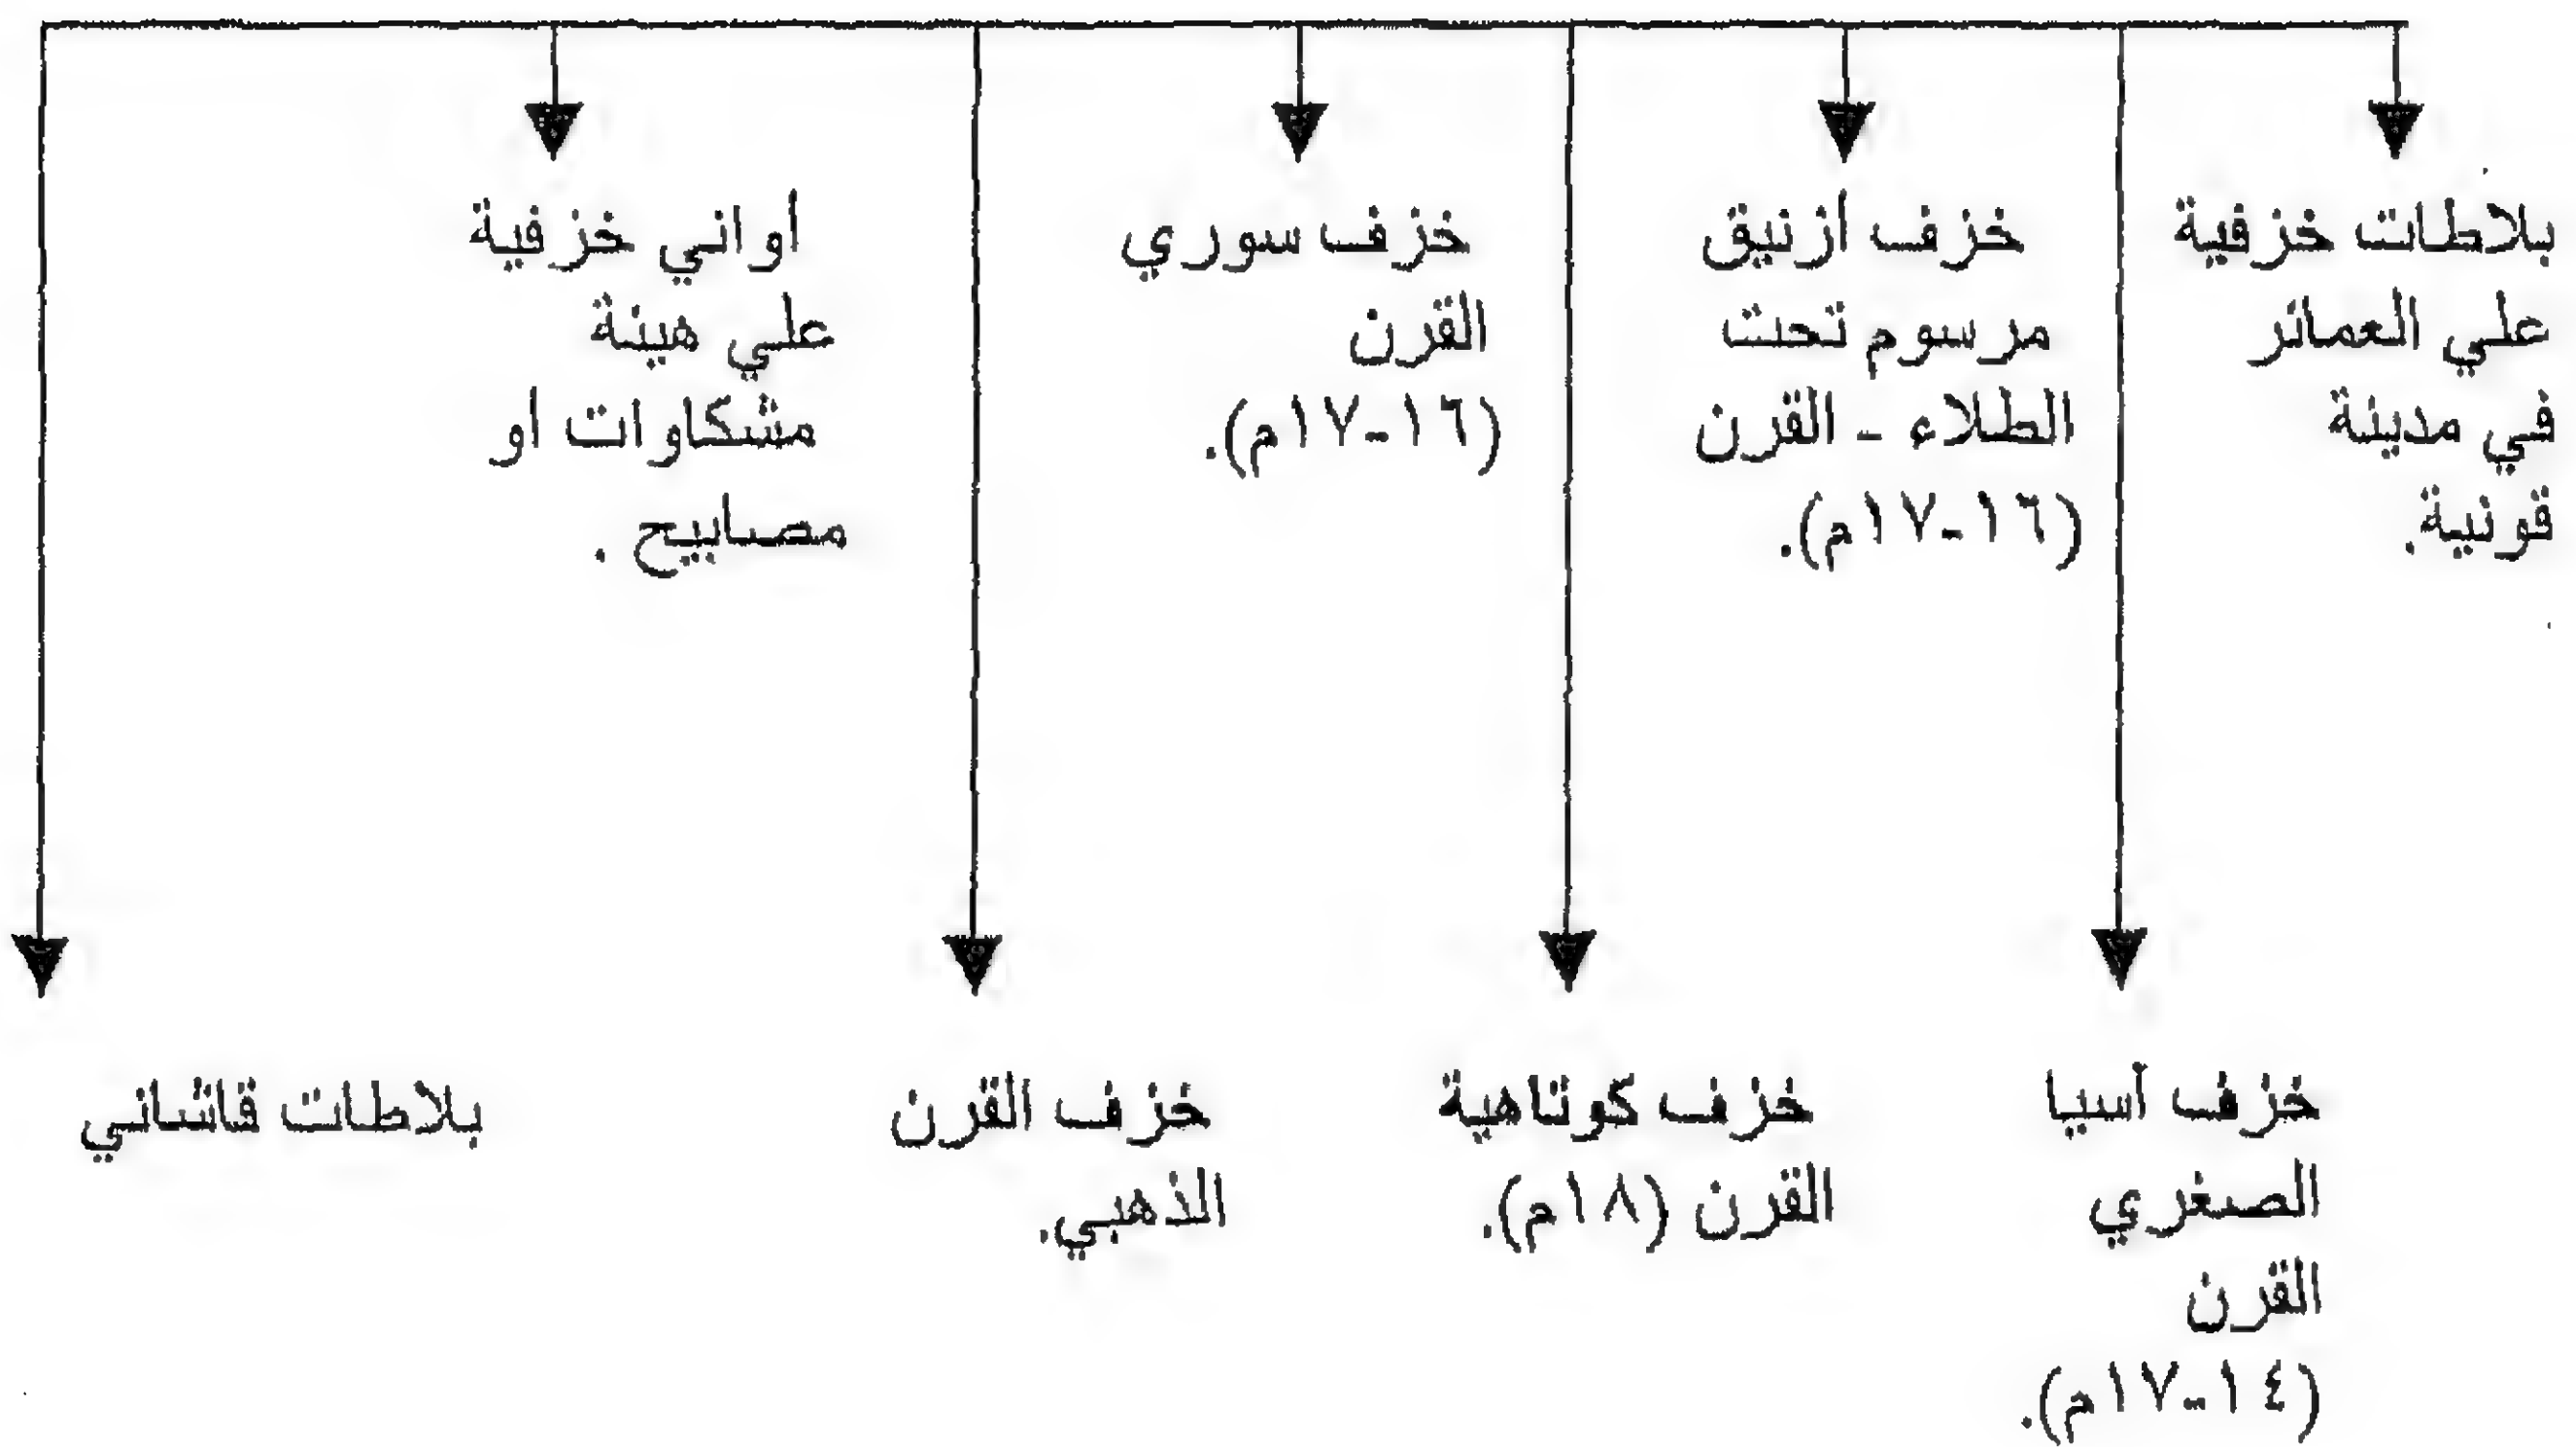 بلاطات خزفية
علي العمائر
في مدينة
قونية.
خزف أسيا
الصغري
القرن
(١٤-١٧م).
خزف ازنيق
مرسوم تحت
الطلاء - القرن
(١٦-١٧م).
خزف كوتاهية
القرن (١٨م).
خزف سوري
القرن
(١٦-١٧م).
خزف القرن
الذهبي.
اواني خزفية
علي هيئة
مشكاوات او
مصابيح .
بلاطات قاشاني